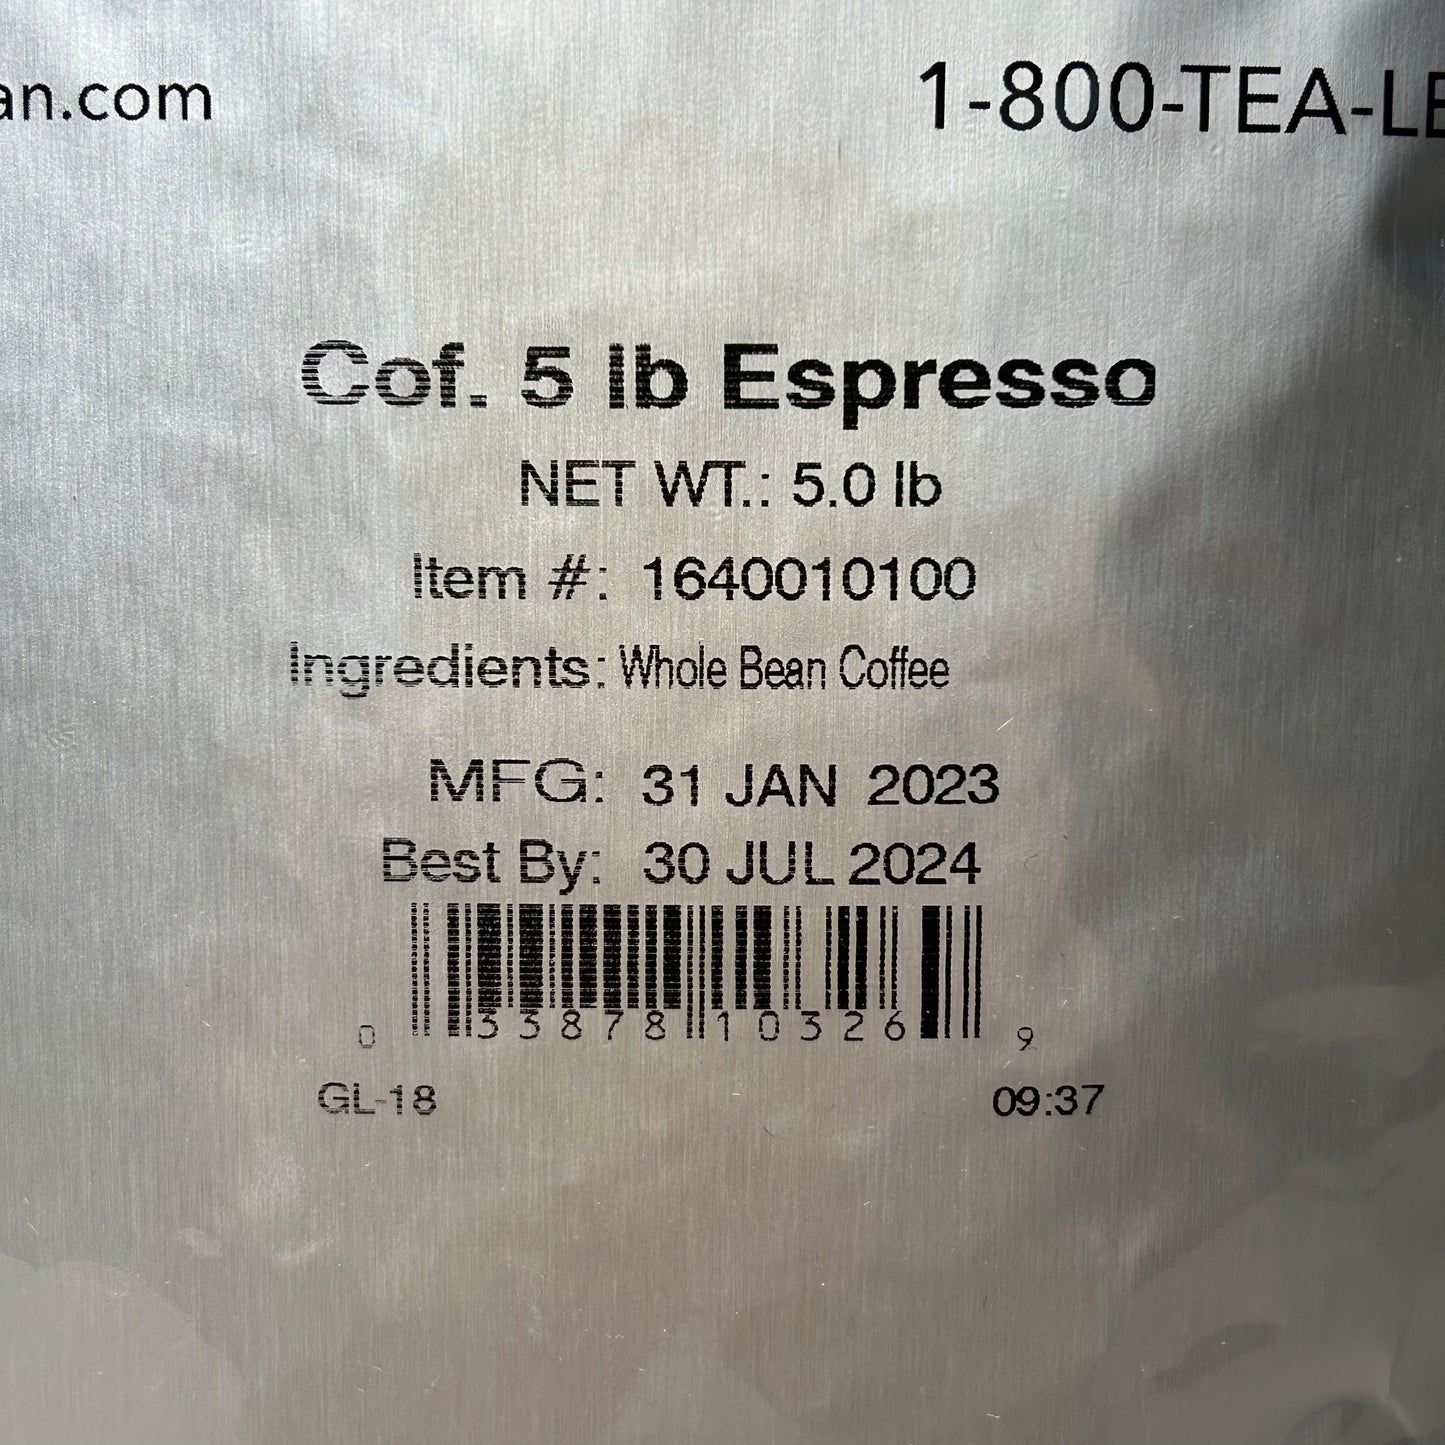 an.com
1-800-TEA-LE
Cof. 5 lb Espresso
NET WT.: 5.0 lb
Item #: 1640010100
Ingredients: Whole Bean Coffee
MFG: 31 JAN 2023
Best By: 30 JUL 2024
0 33878 10326 9
GL-18
09:37